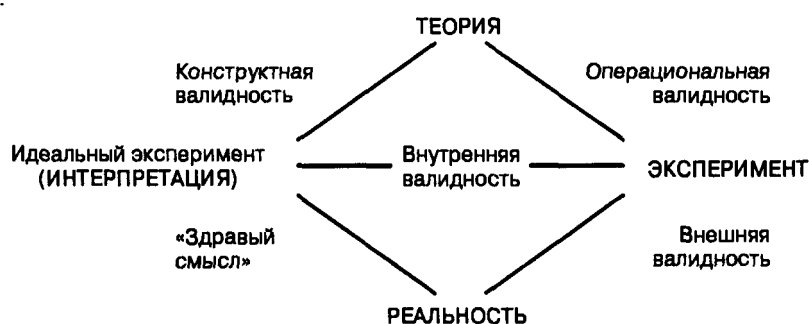 ТЕОРИЯ
Конструктная
валидность
Операциональная
валидность
Идеальный эксперимент
(ИНТЕРПРЕТАЦИЯ)
Внутренняя
валидность
ЭКСПЕРИМЕНТ
«Здравый
смысл»
Внешняя
валидность
РЕАЛЬНОСТЬ